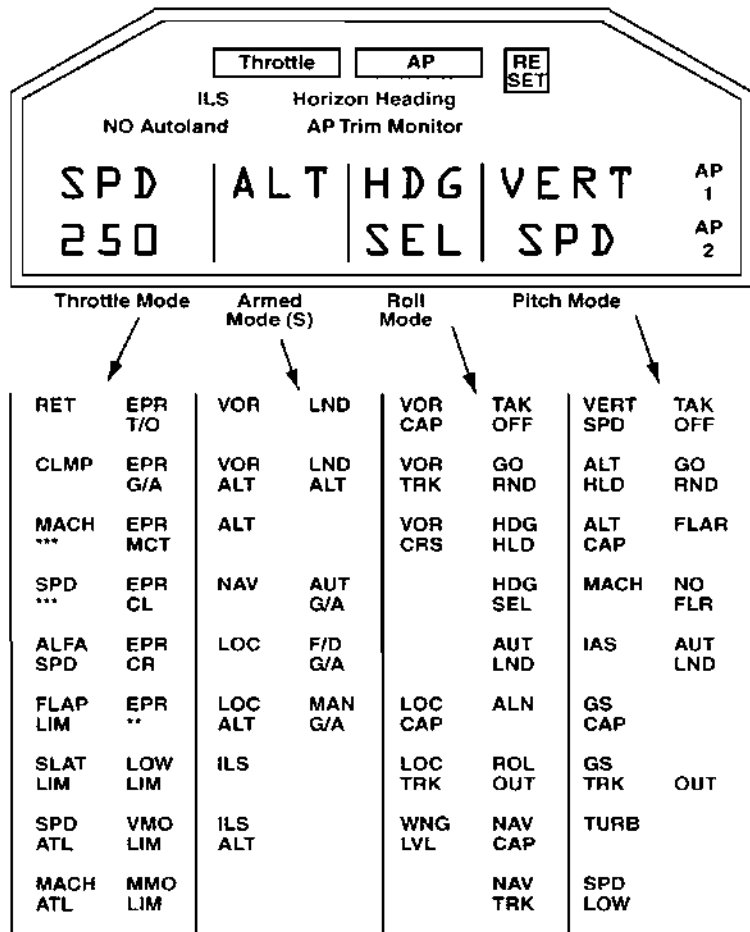 Throttle AP RE
SET
ILS Horizon Heading
NO Autoland AP Trim Monitor
SPD ALT HDG VERT AP
1
250 SEL SPD AP
2
Throttle Mode Armed Roll Pitch Mode
Mode (S) Mode
RET EPR VOR LND VOR TAK VERT TAK
T/O CAP OFF SPD OFF
CLMP EPR VOR LND VOR GO ALT GO
G/A ALT ALT TRK RND HLD RND
MACH EPR ALT VOR HDG ALT FLAR
*** MCT CRS HLD CAP
SPD EPR NAV AUT HDG MACH NO
*** CL G/A SEL FLR
ALFA EPR LOC F/D AUT IAS AUT
SPD CR G/A LND LND
FLAP EPR LOC MAN LOC ALN GS
LIM ** ALT G/A CAP CAP
SLAT LOW ILS LOC ROL GS
LIM LIM TRK OUT TRK OUT
SPD VMO ILS WNG NAV TURB
ATL LIM ALT LVL CAP
MACH MMO NAV SPD
ATL LIM TRK LOW